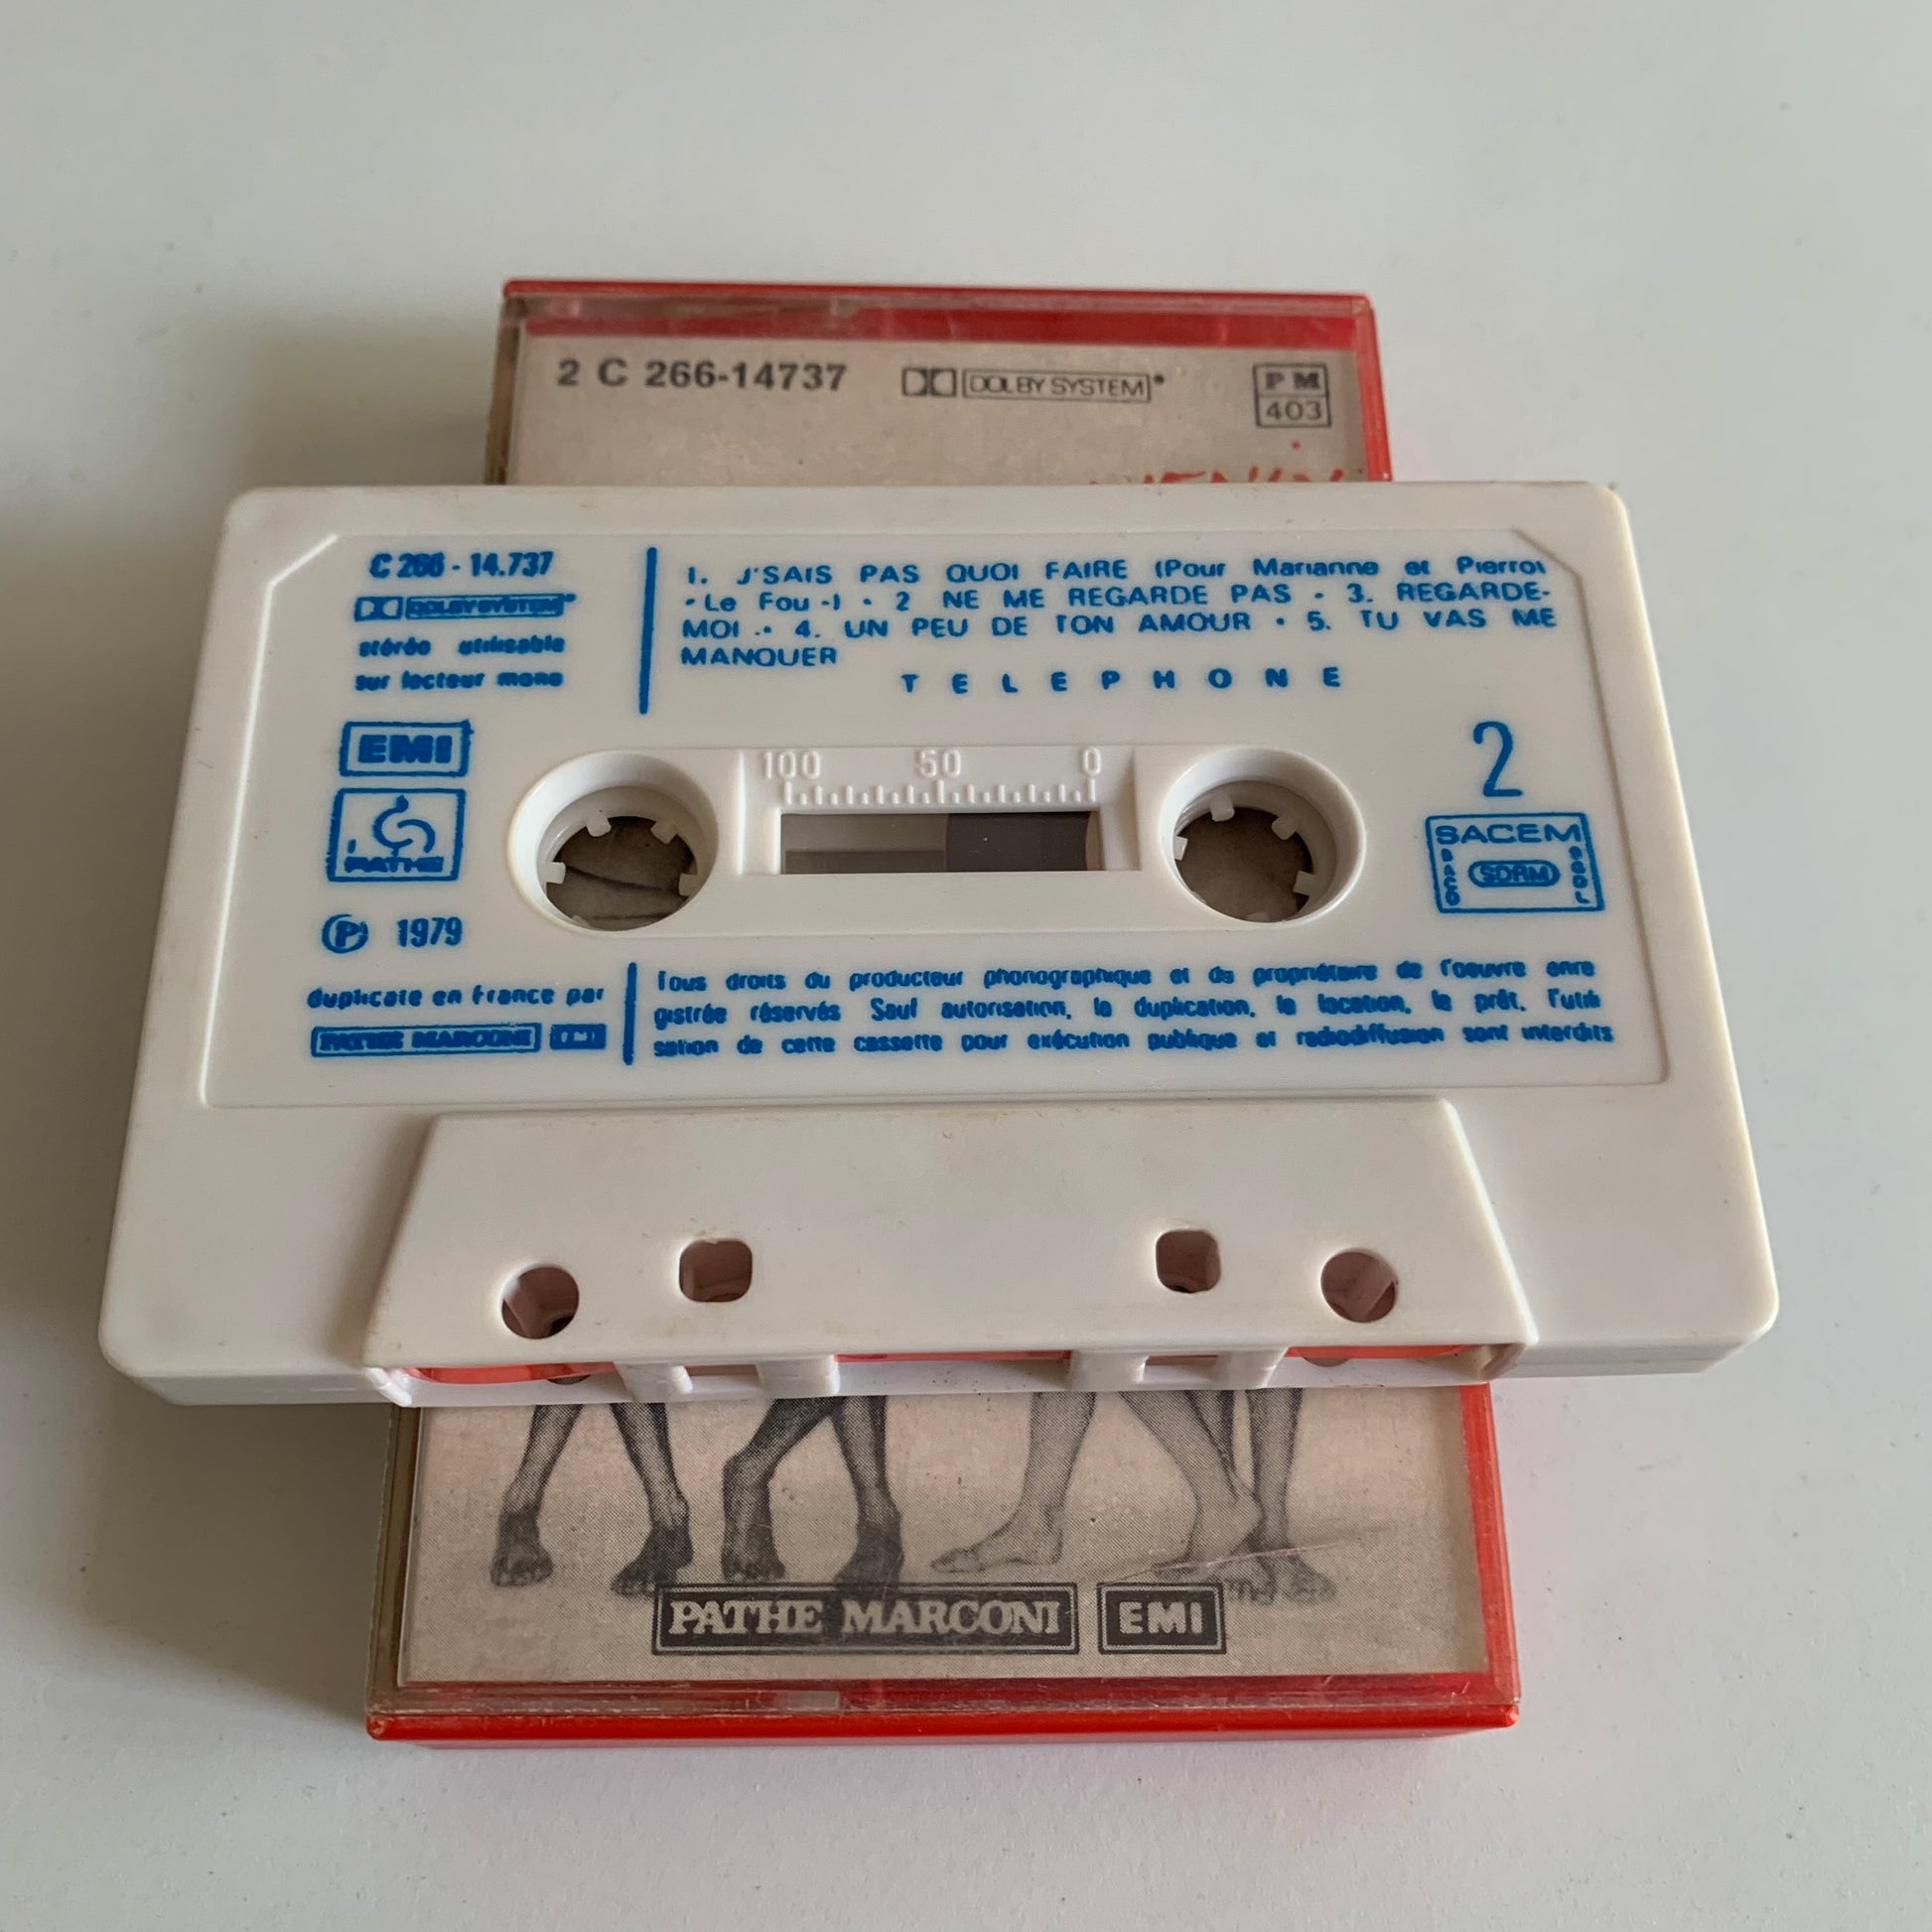 2 C 266-14737 DOLBY SYSTEM
PM
403
C 266 - 14.737
DOLBY SYSTEM
stéréo utilisable
sur lecteur mono
1. J'SAIS PAS QUOI FAIRE (Pour Marianne et Pierrot
- Le Fou -) • 2 NE ME REGARDE PAS • 3. REGARDE-
MOI • 4. UN PEU DE TON AMOUR • 5. TU VAS ME
MANQUER
TELEPHONE
EMI
PATHE
100 50 0
2
SACEM
SACD SDRM SGDL
Ⓟ 1979
duplicate en France par
PATHE MARCONI EMI
Tous droits du producteur phonographique et du propriétaire de l'oeuvre enre
gistrée réservés Sauf autorisation, la duplication, la location, le prêt, l'utili
sation de cette cassette pour exécution publique et radiodiffusion sont interdits
PATHE MARCONI EMI